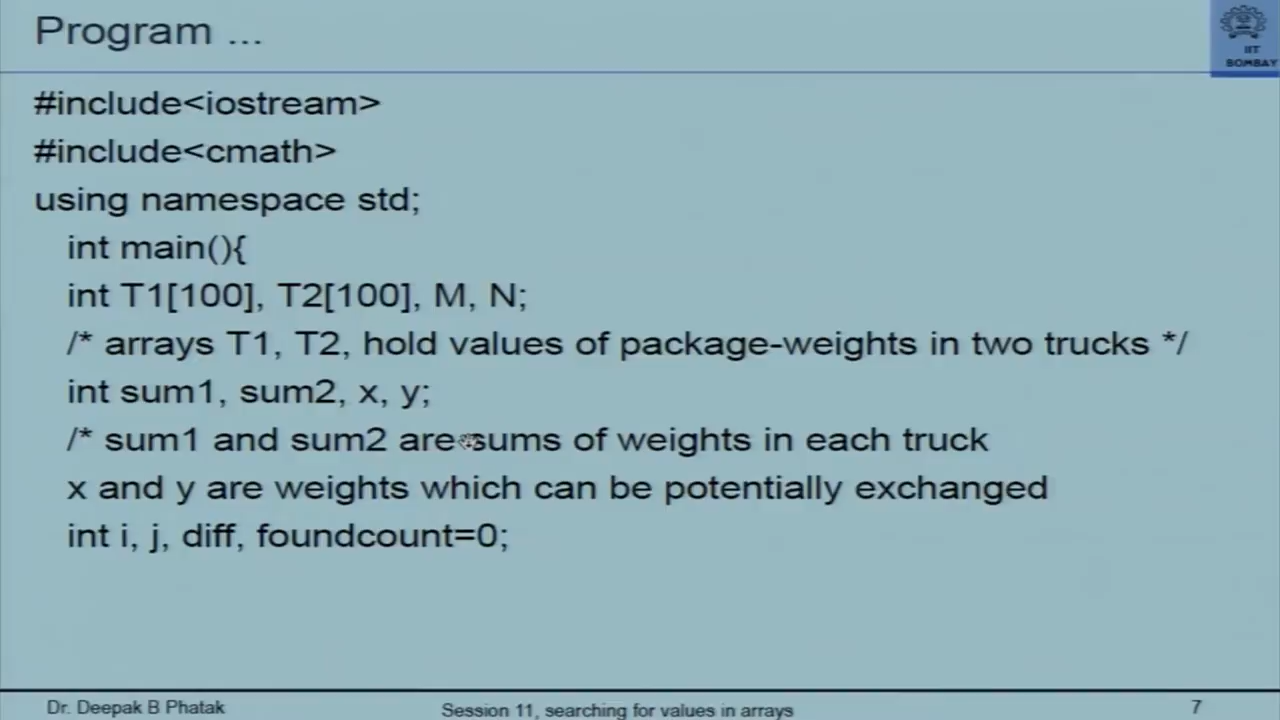 Program ...
IIT
BOMBAY
#include<iostream>
#include<cmath>
using namespace std;
int main(){
int T1[100], T2[100], M, N;
/* arrays T1, T2, hold values of package-weights in two trucks */
int sum1, sum2, x, y;
/* sum1 and sum2 are sums of weights in each truck
x and y are weights which can be potentially exchanged
int i, j, diff, foundcount=0;
Dr. Deepak B Phatak
Session 11, searching for values in arrays
7